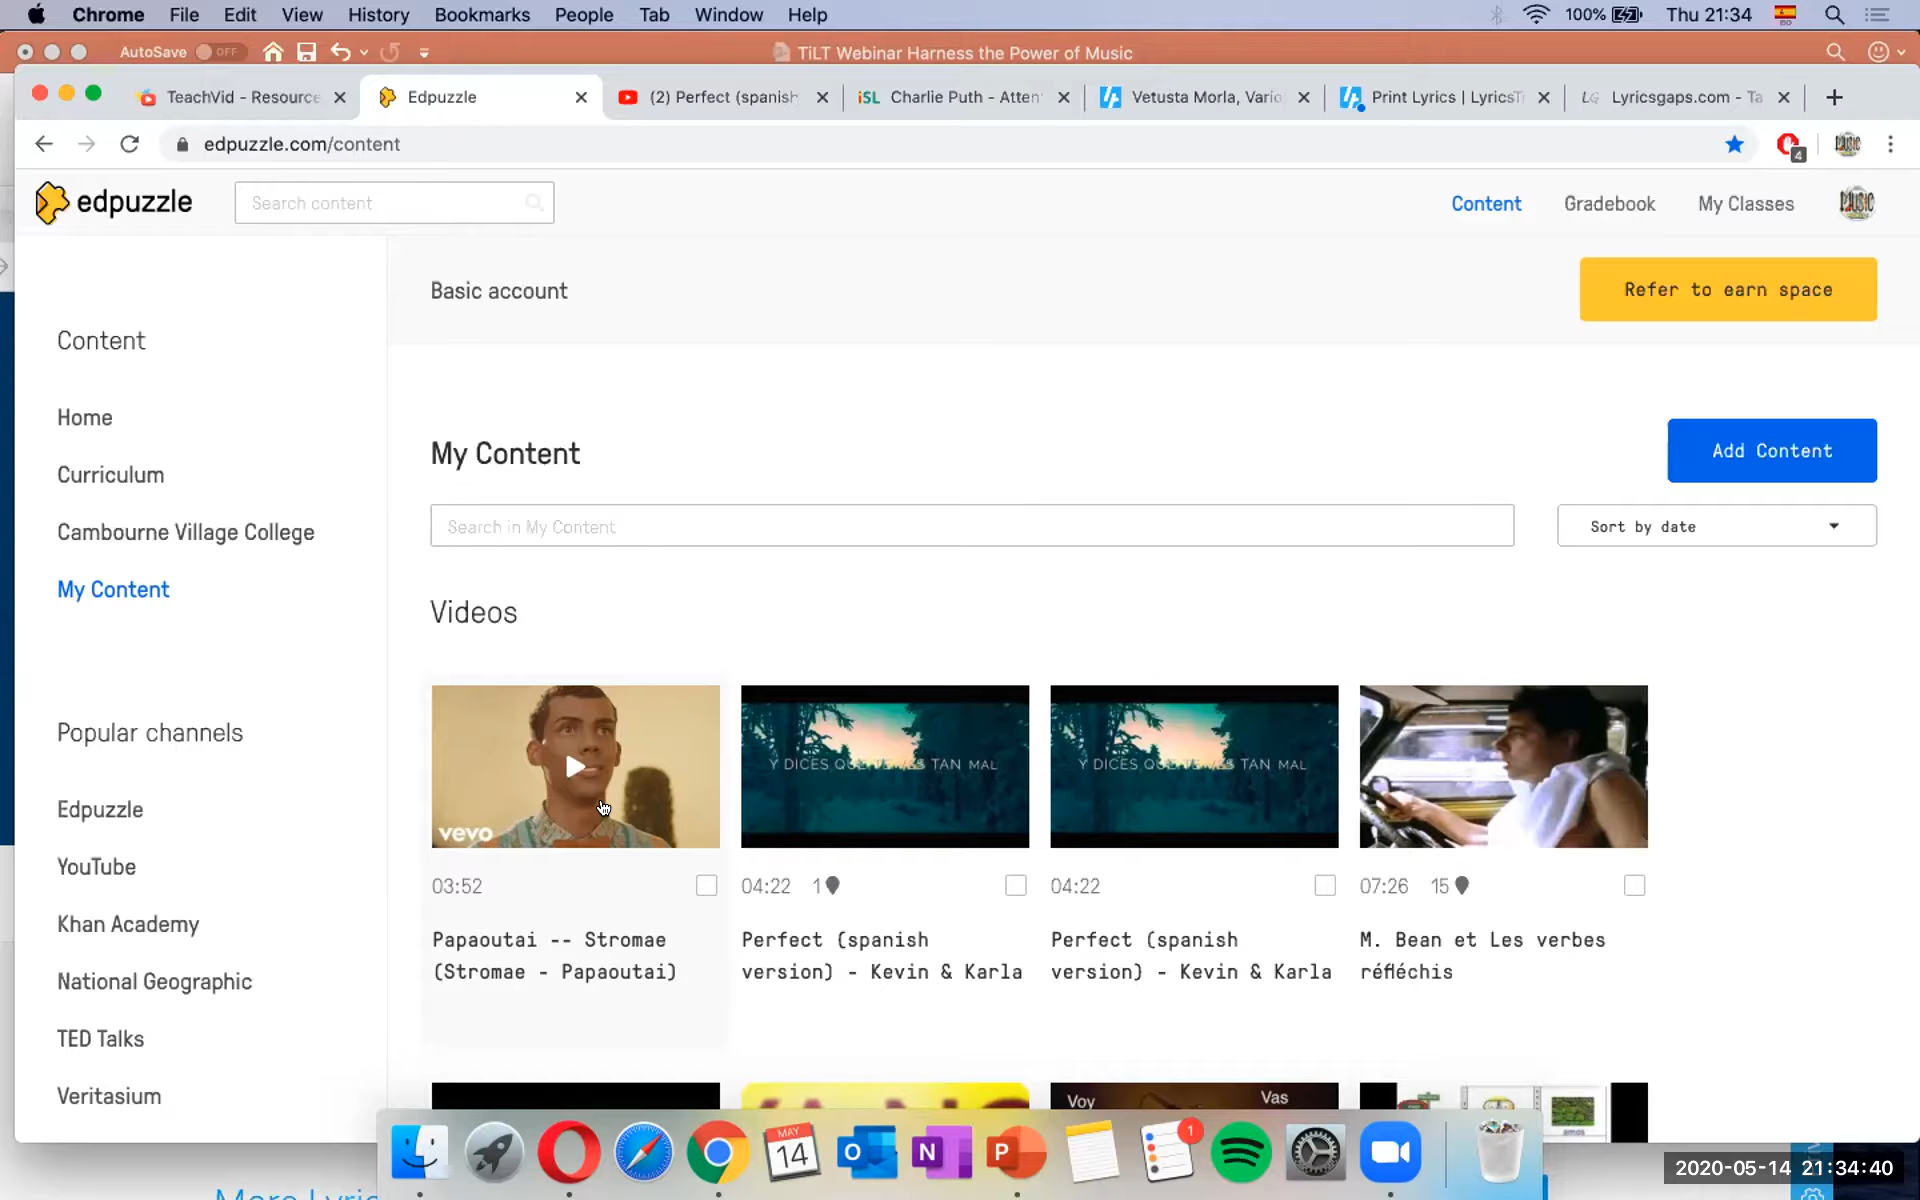 Chrome File Edit View History Bookmarks People Tab Window Help 100% Thu 21:34
AutoSave OFF TiLT Webinar Harness the Power of Music
TeachVid - Resource Edpuzzle (2) Perfect (spanish iSL Charlie Puth - Atten Vetusta Morla, Vario Print Lyrics | LyricsT LG Lyricsgaps.com - Ta
edpuzzle.com/content 4
edpuzzle Search content Content Gradebook My Classes MUSIC
Basic account Refer to earn space
Content
Home
Curriculum
Cambourne Village College
My Content
Popular channels
Edpuzzle
YouTube
Khan Academy
National Geographic
TED Talks
Veritasium
My Content Add Content
Search in My Content Sort by date
Videos
vevo
03:52
Papaoutai -- Stromae
(Stromae - Papaoutai)
04:22 1
Perfect (spanish
version) - Kevin & Karla
04:22
Perfect (spanish
version) - Kevin & Karla
07:26 15
M. Bean et Les verbes
réfléchis
Voy Vas
MAY
14
O N P 1
2020-05-14 21:34:40